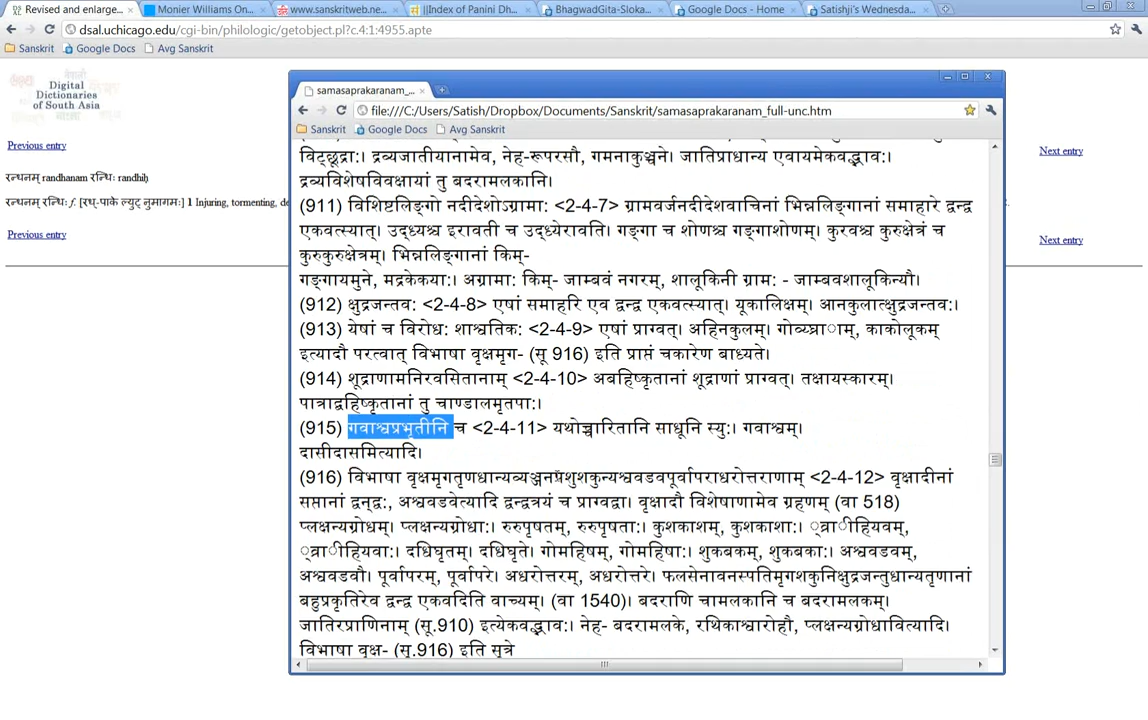 Revised and enlarge...
Monier Williams On...
www.sanskritweb.ne...
||Index of Panini Dh...
BhagwadGita-Sloka...
Google Docs - Home
Satishji's Wednesda...
dsal.uchicago.edu/cgi-bin/philologic/getobject.pl?c.4:1:4955.apte
Sanskrit Google Docs Avg Sanskrit
Digital
Dictionaries
of South Asia
Previous entry
Next entry
रन्धनम् randhanam रन्धिः randhiḥ
रन्धनम् रन्धिः f. [रध्-पाके ल्युट् नुमागमः] 1 Injuring, tormenting, de
Previous entry
Next entry
samasaprakaranam_...
file:///C:/Users/Satish/Dropbox/Documents/Sanskrit/samasaprakaranam_full-unc.htm
Sanskrit Google Docs Avg Sanskrit
विट्छूद्रा:। द्रव्यजातीयानामेव, नेह-रूपरसौ, गमनाकुञ्चने। जातिप्राधान्य एवायमेकवद्भाव:।
द्रव्यविशेषविवक्षायां तु बदरामलकानि।
(911) विशिष्टलिङ्गो नदीदेशोऽग्रामा: <2-4-7> ग्रामवर्जनदीदेशवाचिनां भिन्नलिङ्गानां समाहारे द्वन्द्व
एकवत्स्यात्। उद्ध्यश्च इरावती च उद्ध्येरावति। गङ्गा च शोणश्च गङ्गाशोणम्। कुरवश्च कुरुक्षेत्रम् च
कुरुकुरुक्षेत्रम्। भिन्नलिङ्गानां किम्-
गङ्गायमुने, मद्रकेकया:। अग्रामा: किम्- जाम्बवं नगरम्, शालूकिनी ग्राम: - जाम्बवशालूकिन्यौ।
(912) क्षुद्रजन्तव: <2-4-8> एषां समाहरि एव द्वन्द्व एकवत्स्यात्। यूकालिक्षम्। आनकुलात्क्षुद्रजन्तव:।
(913) येषां च विरोध: शाश्वतिक: <2-4-9> एषां प्राग्वत्। अहिनकुलम्। काकोलूकम्
इत्यादौ परत्वात् विभाषा वृक्षमृग- (सू 916) इति प्राप्तं चकारेण बाध्यते।
(914) शूद्राणामनिरवसितानाम् <2-4-10> अबहिष्कृतानां शूद्राणां प्राग्वत्। तक्षायस्कारम्।
पात्राद्बहिष्कृतानां तु चाण्डालमृतपा:।
(915) गवाश्वप्रभृतीनि च <2-4-11> यथोच्चारितानि साधूनि स्यु:। गवाश्वम्।
दासीदासमित्यादि।
(916) विभाषा वृक्षमृगतृणधान्यव्यञ्जनपशुशकुन्यश्ववडवपूर्वापराधरोत्तराणाम् <2-4-12> वृक्षादीनां
सप्तानां द्वन्द्व:, अश्ववडवेत्यादि द्वन्द्वत्रयं च प्राग्वद्वा। वृक्षादौ विशेषाणामेव ग्रहणम् (वा 518)
प्लक्षन्यग्रोधम्। प्लक्षन्यग्रोधा:। रुरुपृषतम्, रुरुपृषता:। कुशकाशम्, कुशकाशा:।
दधिघृतम्। दधिघृते। गोमहिषम्, गोमहिषा:। शुकबकम्, शुकबका:। अश्ववडवम्,
अश्ववडवौ। पूर्वापरम्, पूर्वापरे। अधरोत्तरम्, अधरोत्तरे। फलसेनावनस्पतिमृगशकुनिक्षुद्रजन्तुधान्यतृणानां
बहुप्रकृतिरेव द्वन्द्व एकवदिति वाच्यम्। (वा 1540)। बदराणि चामलकानि च बदरामलकम्।
जातिरप्राणिनाम् (सू.910) इत्येकवद्भाव:। नेह- बदरामलके, रथिकाश्वारोहौ, प्लक्षन्यग्रोधावित्यादि।
विभाषा वृक्ष- (सू.916) इति सूत्रे